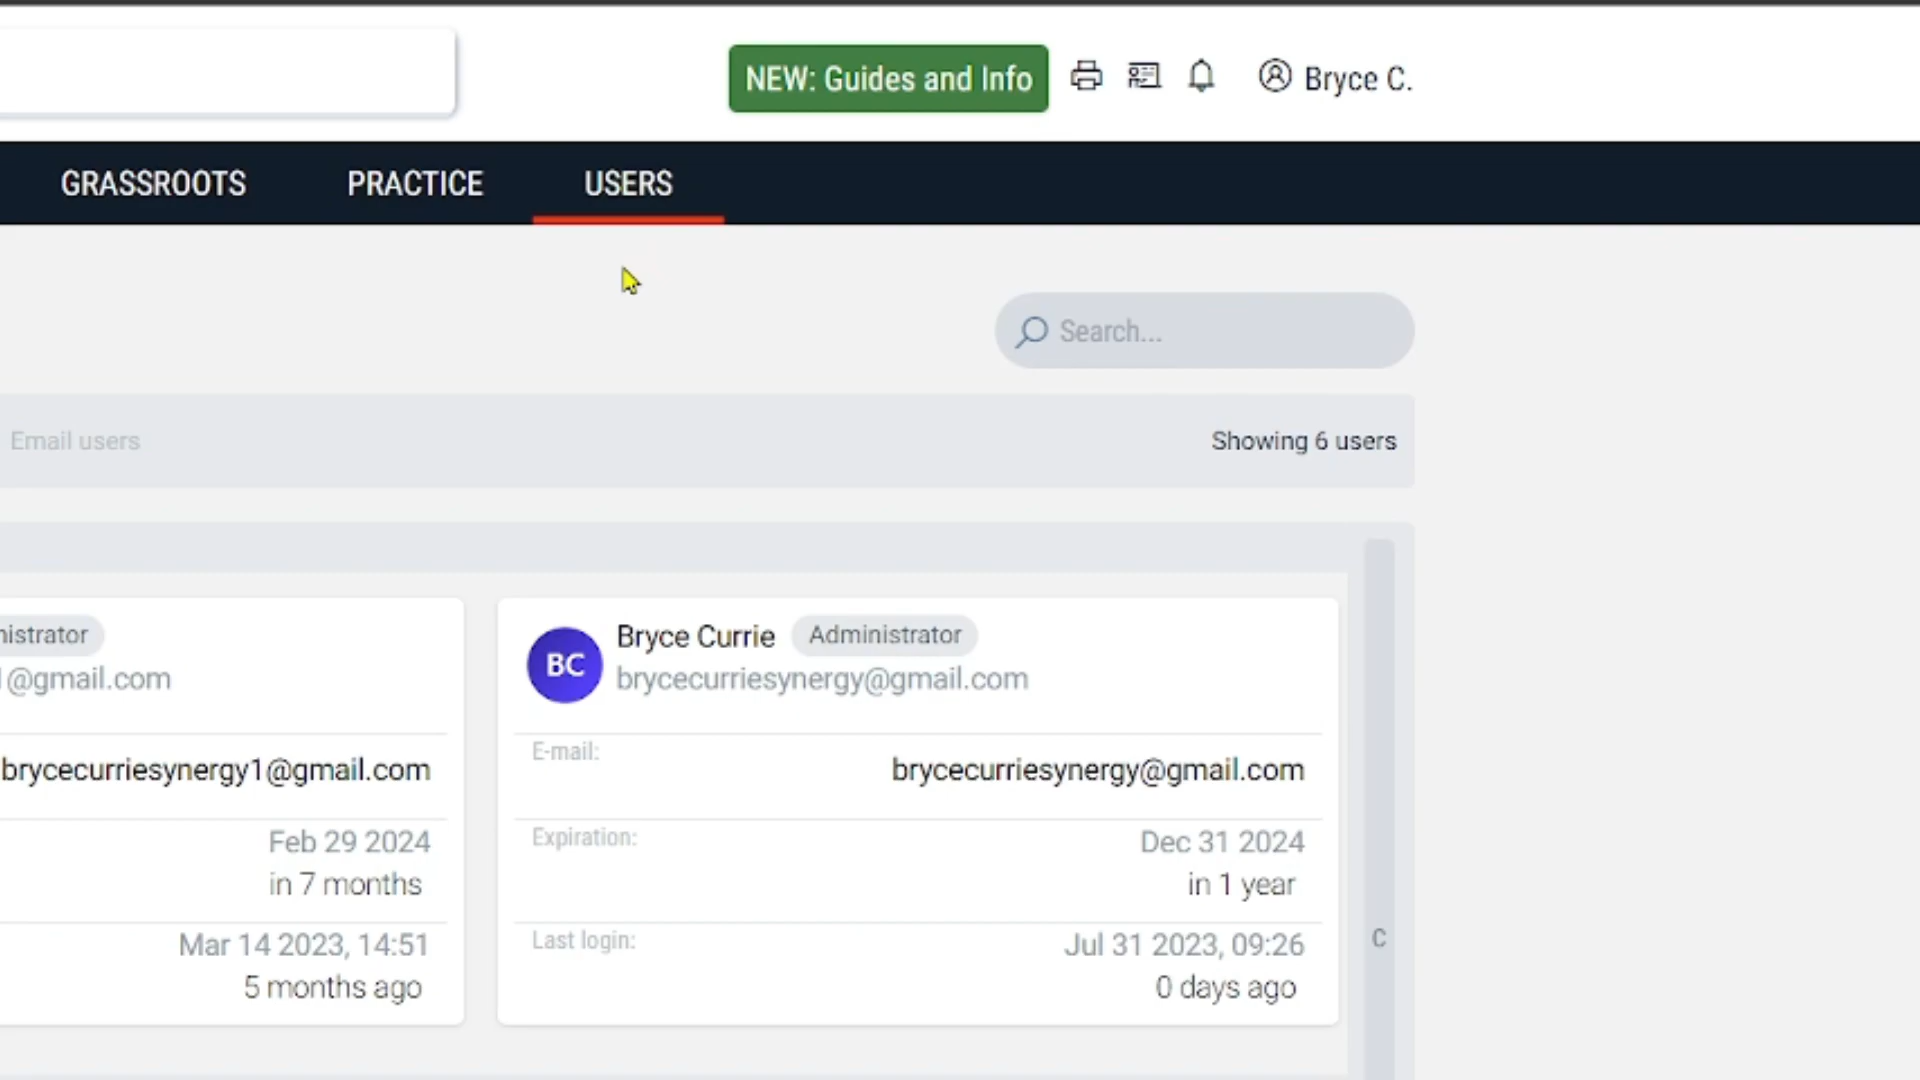 NEW: Guides and Info
Bryce C.
GRASSROOTS PRACTICE USERS
Search...
Email users
Showing 6 users
nistrator
1@gmail.com
brycecurriesynergy1@gmail.com
Feb 29 2024
in 7 months
Mar 14 2023, 14:51
5 months ago
BC
Bryce Currie Administrator
brycecurriesynergy@gmail.com
E-mail:
brycecurriesynergy@gmail.com
Expiration:
Dec 31 2024
in 1 year
Last login:
Jul 31 2023, 09:26
0 days ago
C